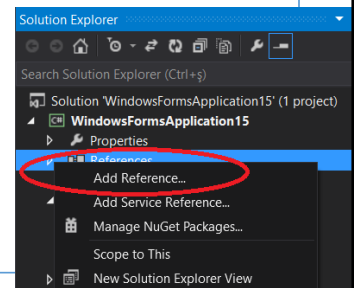 Solution Explorer
Search Solution Explorer (Ctrl+ş)
Solution 'WindowsFormsApplication15' (1 project)
C# WindowsFormsApplication15
Properties
References
Add Reference...
Add Service Reference...
Manage NuGet Packages...
Scope to This
New Solution Explorer View